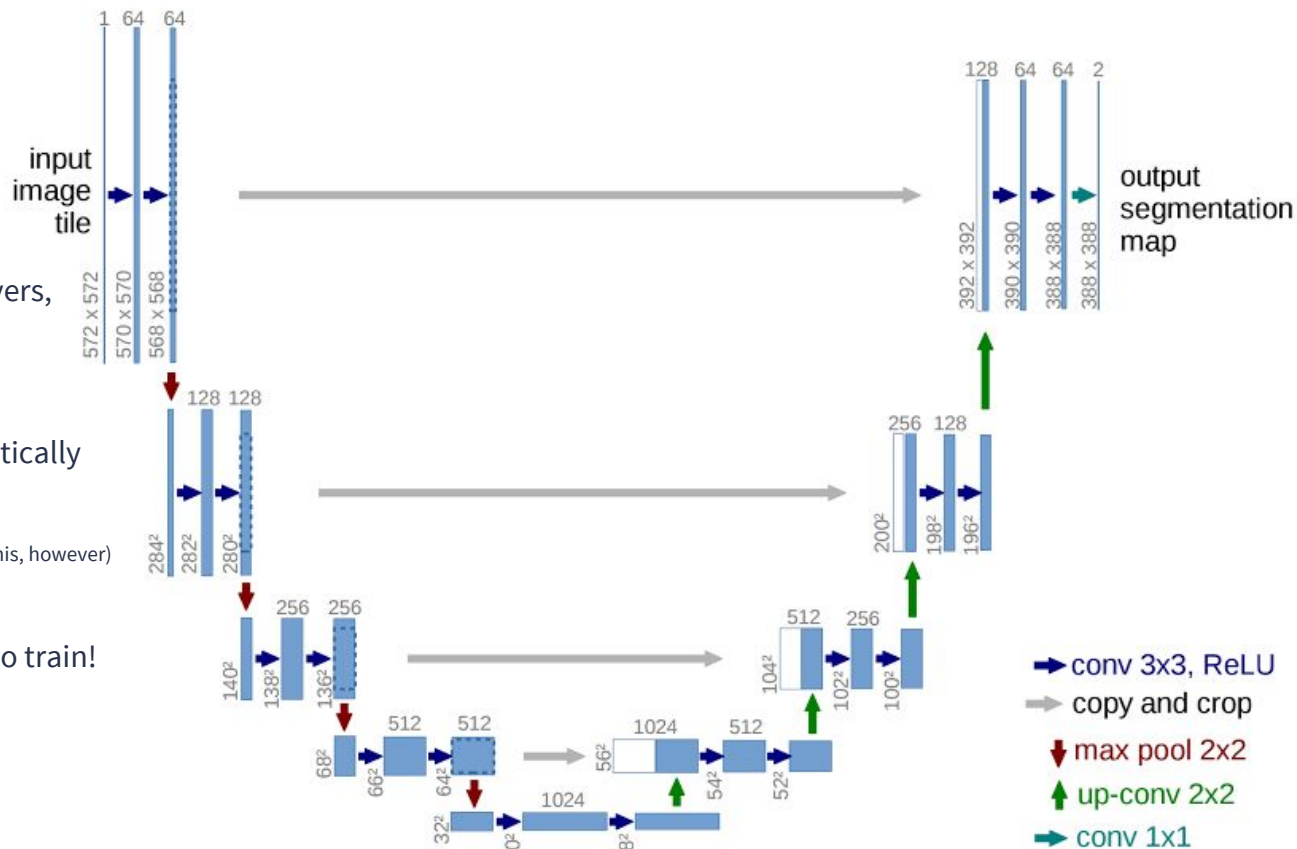 1 64 64
input
image
tile
572 x 572
570 x 570
568 x 568
128 64 64 2
output
segmentation
map
392 x 392
390 x 390
388 x 388
388 x 388
128 128
284²
282²
280²
256 128
200²
198²
196²
256 256
140²
138²
136²
512 256
104²
102²
100²
512 512
68²
66²
64²
1024 512
56²
54²
52²
1024
32²
conv 3x3, ReLU
copy and crop
max pool 2x2
up-conv 2x2
conv 1x1
however)
o train!